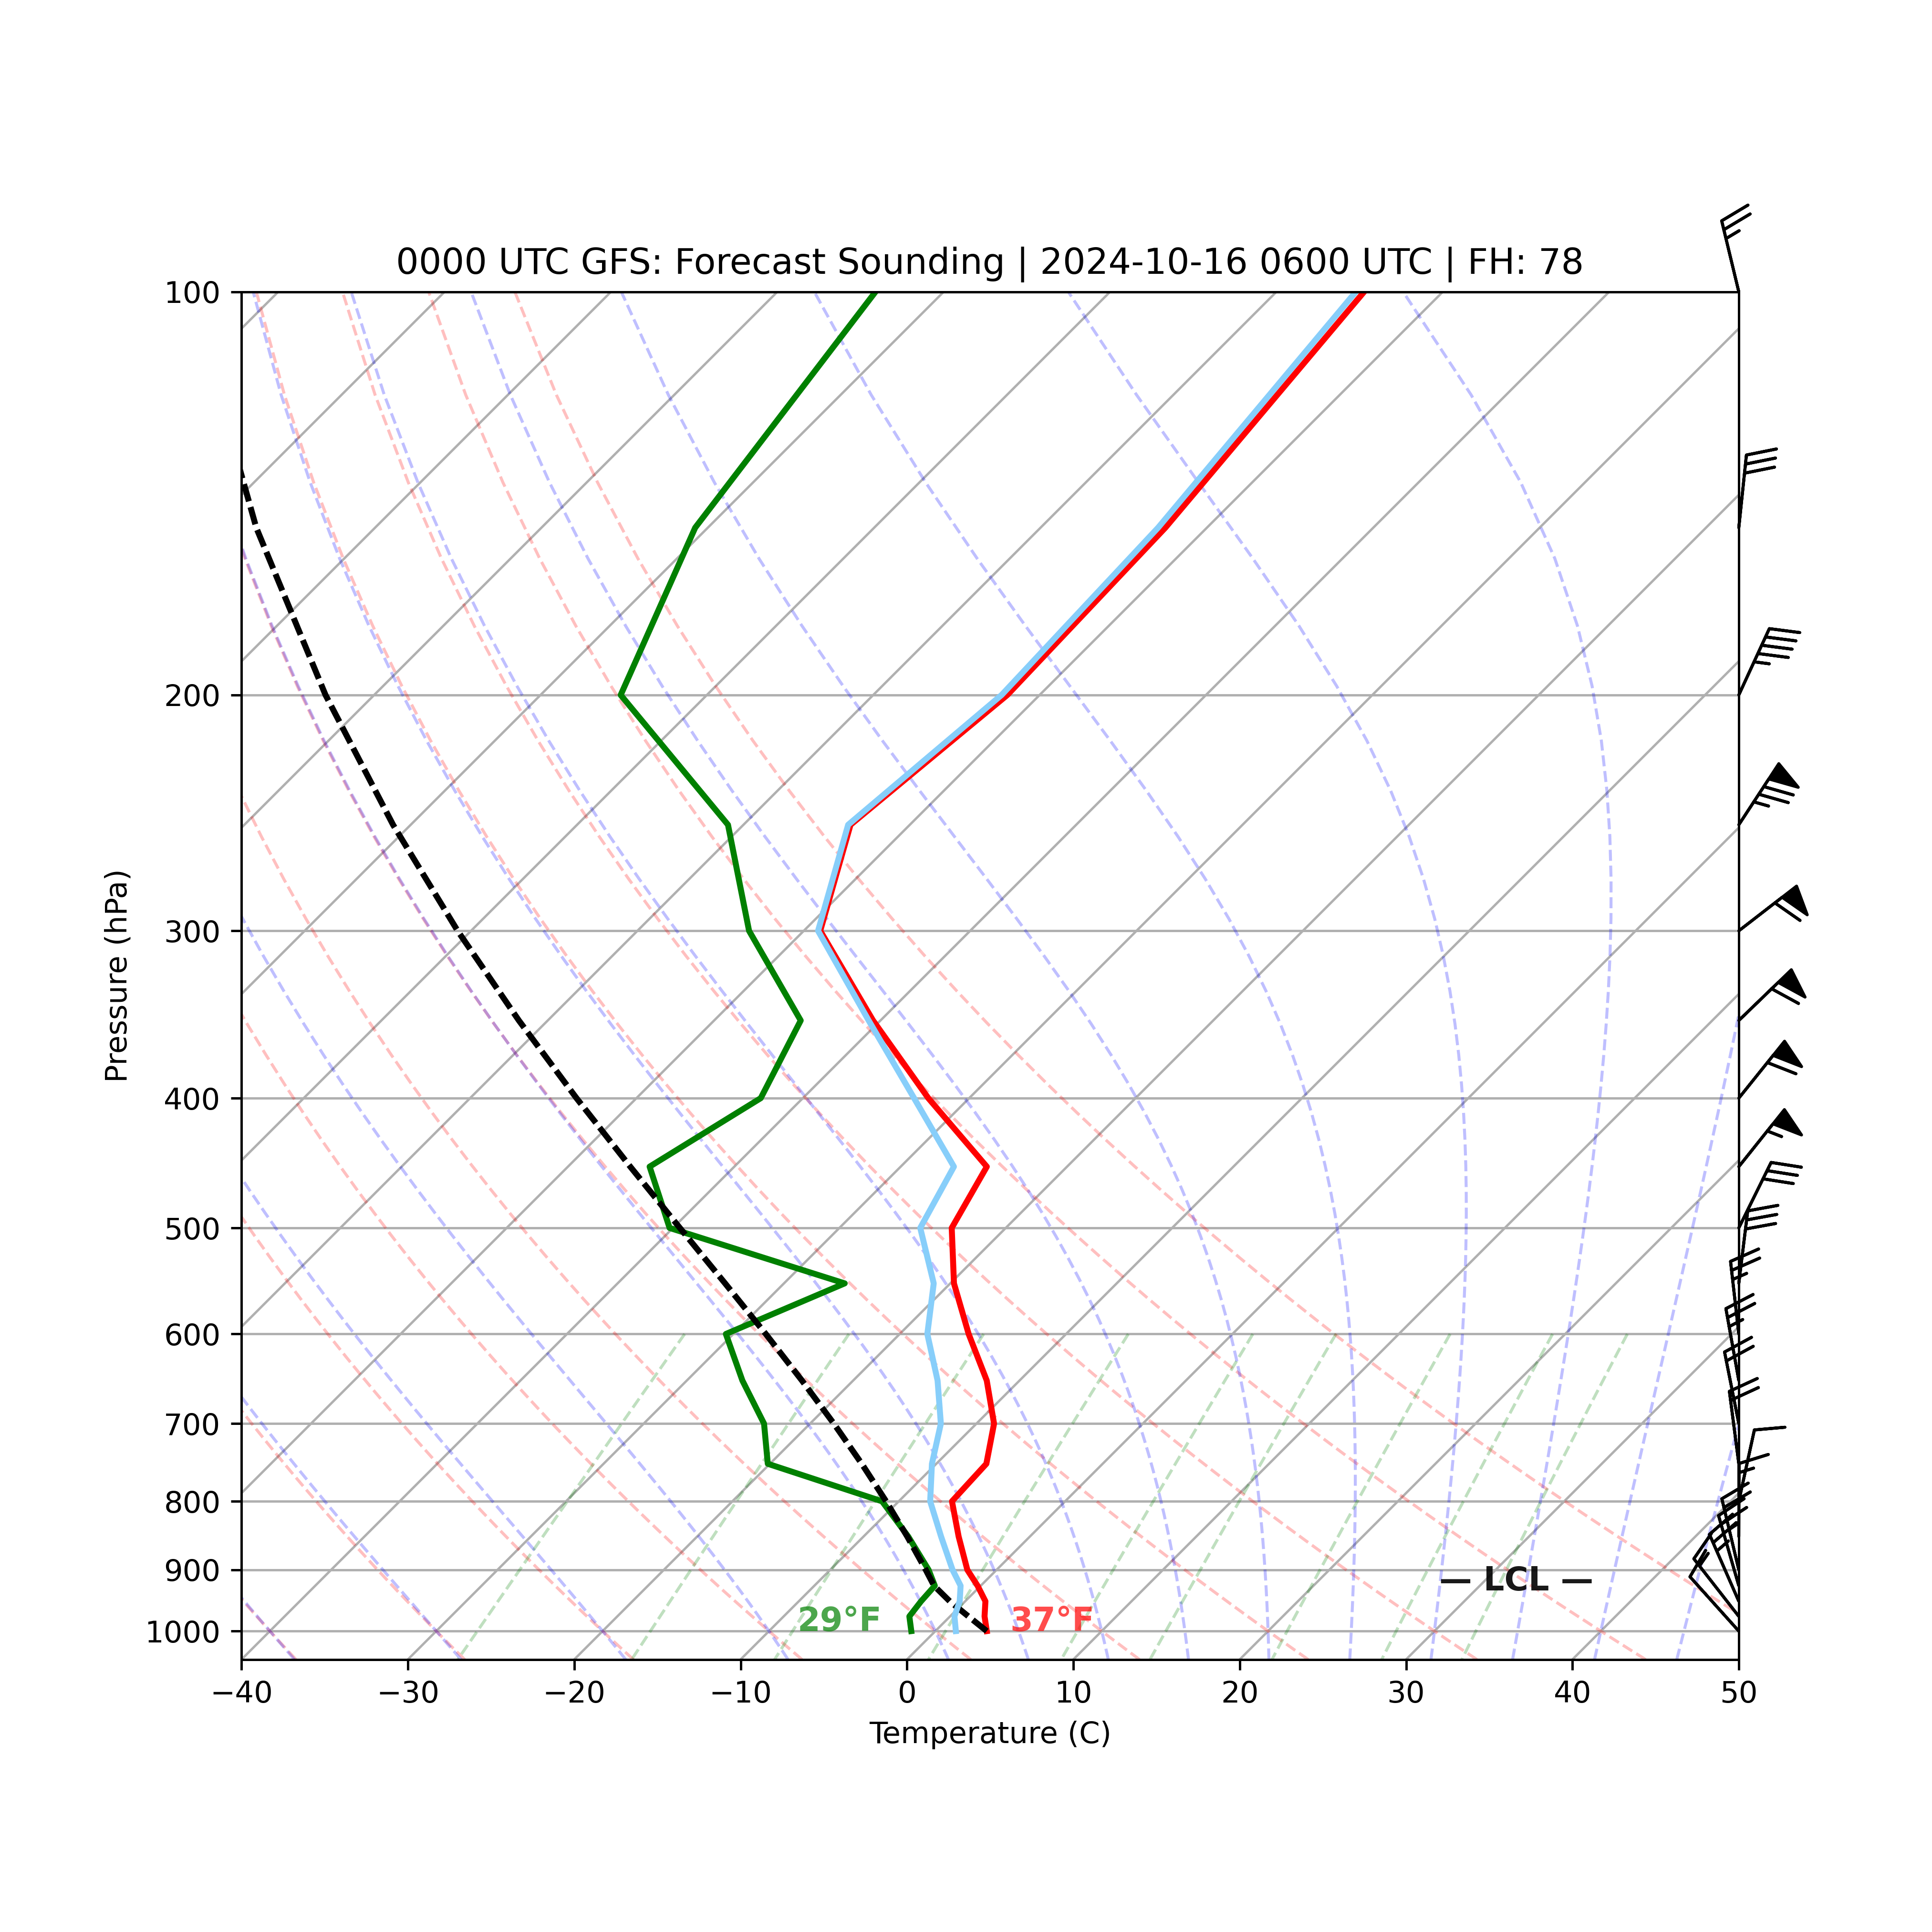 0000 UTC GFS: Forecast Sounding | 2024-10-16 0600 UTC | FH: 78
100
200
300
400
500
600
700
800
900
1000
Pressure (hPa)
— LCL —
29°F
37°F
−40 −30 −20 −10 0 10 20 30 40 50
Temperature (C)